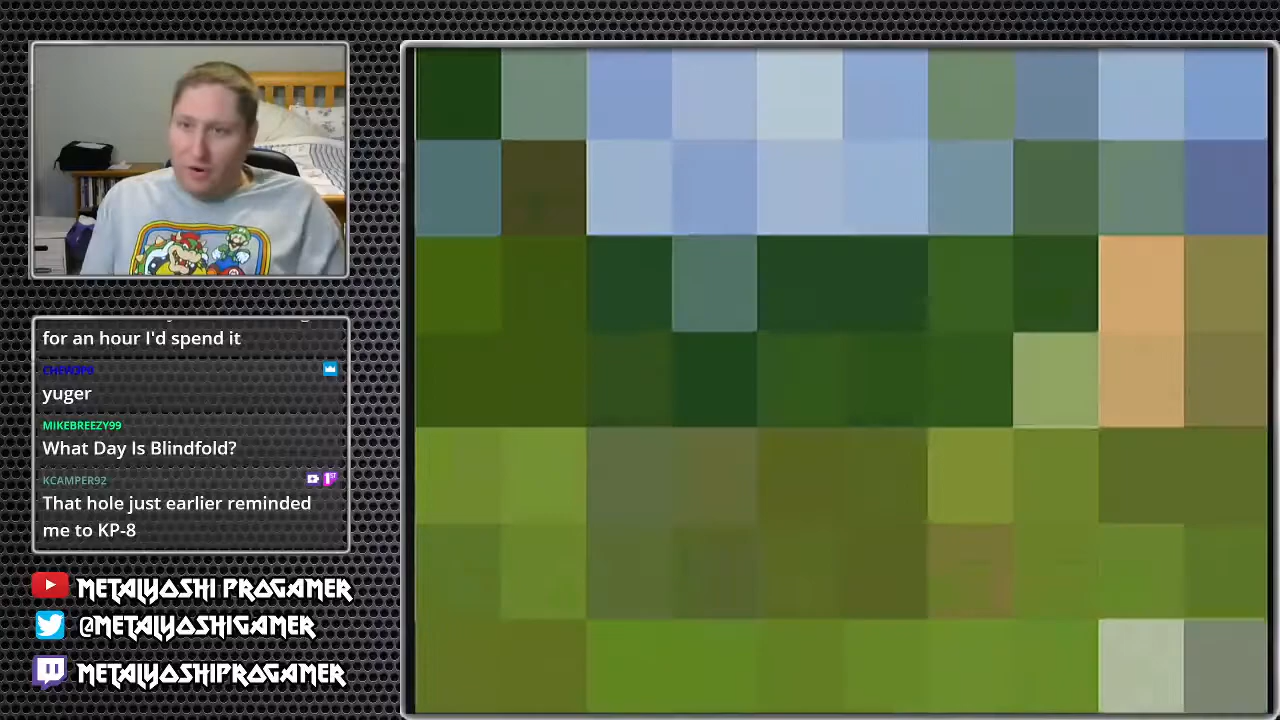 for an hour I'd spend it
yuger
MIKEBREEZY99
What Day Is Blindfold?
KCAMPER92
That hole just earlier reminded
me to KP-8
METALYOSHI PROGAMER
@METALYOSHIGAMER
METALYOSHIPROGAMER